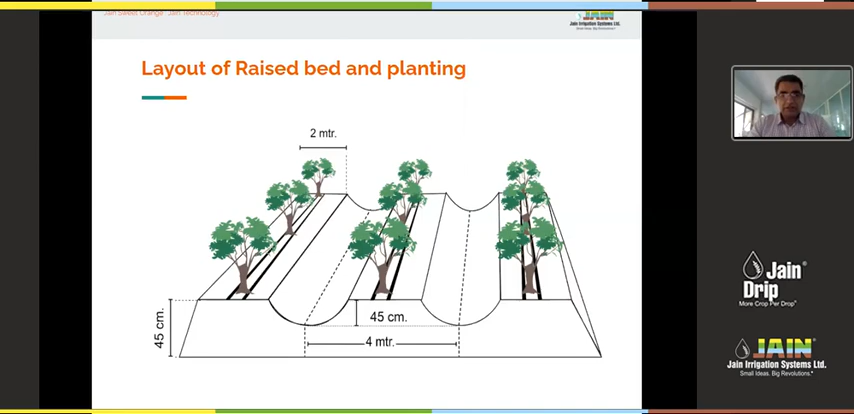 Jain Sweet Orange - Jain Technology
Jain Irrigation Systems Ltd.
Small Ideas. Big Revolutions.
Layout of Raised bed and planting
2 mtr.
45 cm.
45 cm.
4 mtr.
Jain
Drip
More Crop Per Drop
JAIN
Jain Irrigation Systems Ltd.
Small Ideas. Big Revolutions.